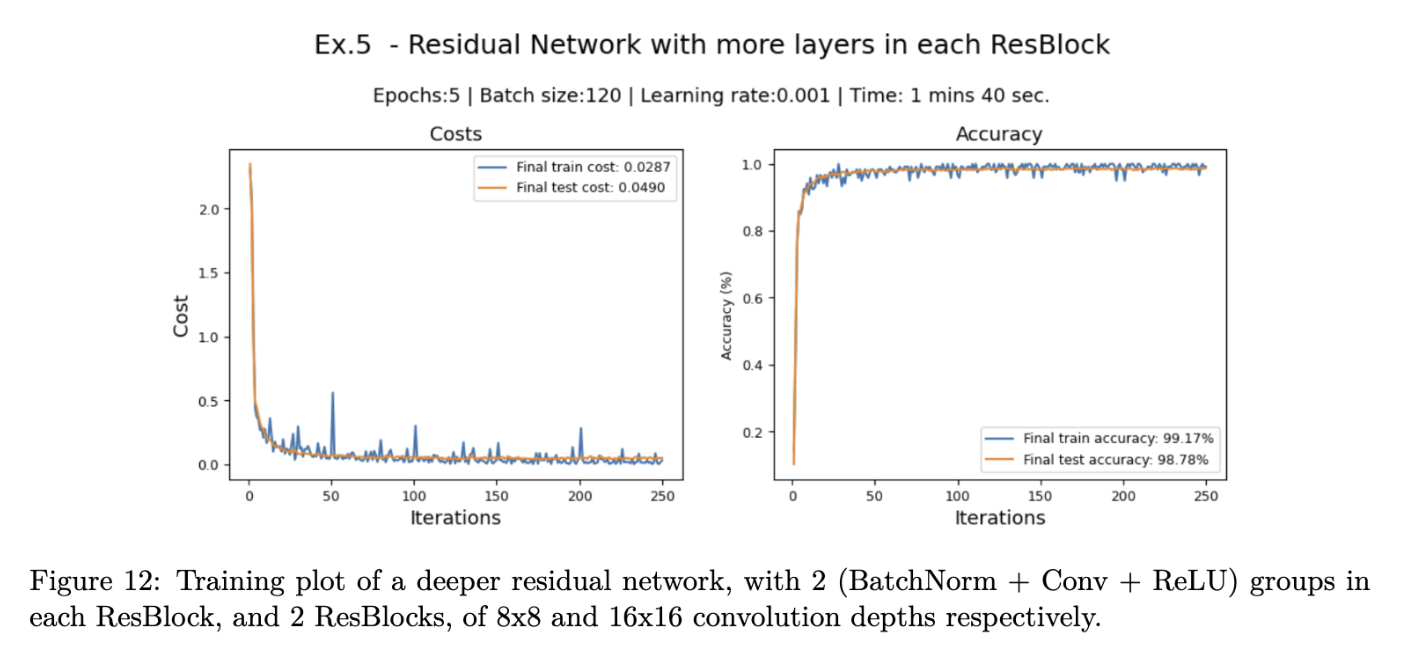 Ex.5  - Residual Network with more layers in each ResBlock
Epochs:5 | Batch size:120 | Learning rate:0.001 | Time: 1 mins 40 sec.
Costs
Final train cost: 0.0287
Final test cost: 0.0490
2.0
1.5
1.0
0.5
0.0
Cost
0 50 100 150 200 250
Iterations
Accuracy
1.0
0.8
0.6
0.4
0.2
Accuracy (%)
Final train accuracy: 99.17%
Final test accuracy: 98.78%
0 50 100 150 200 250
Iterations
Figure 12: Training plot of a deeper residual network, with 2 (BatchNorm + Conv + ReLU) groups in
each ResBlock, and 2 ResBlocks, of 8x8 and 16x16 convolution depths respectively.